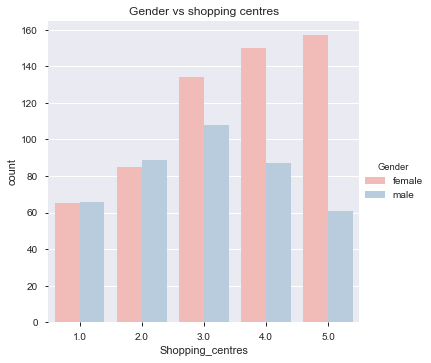 Gender vs shopping centres
160
140
120
100
80
60
40
20
0
count
1.0 2.0 3.0 4.0 5.0
Shopping_centres
Gender
female
male